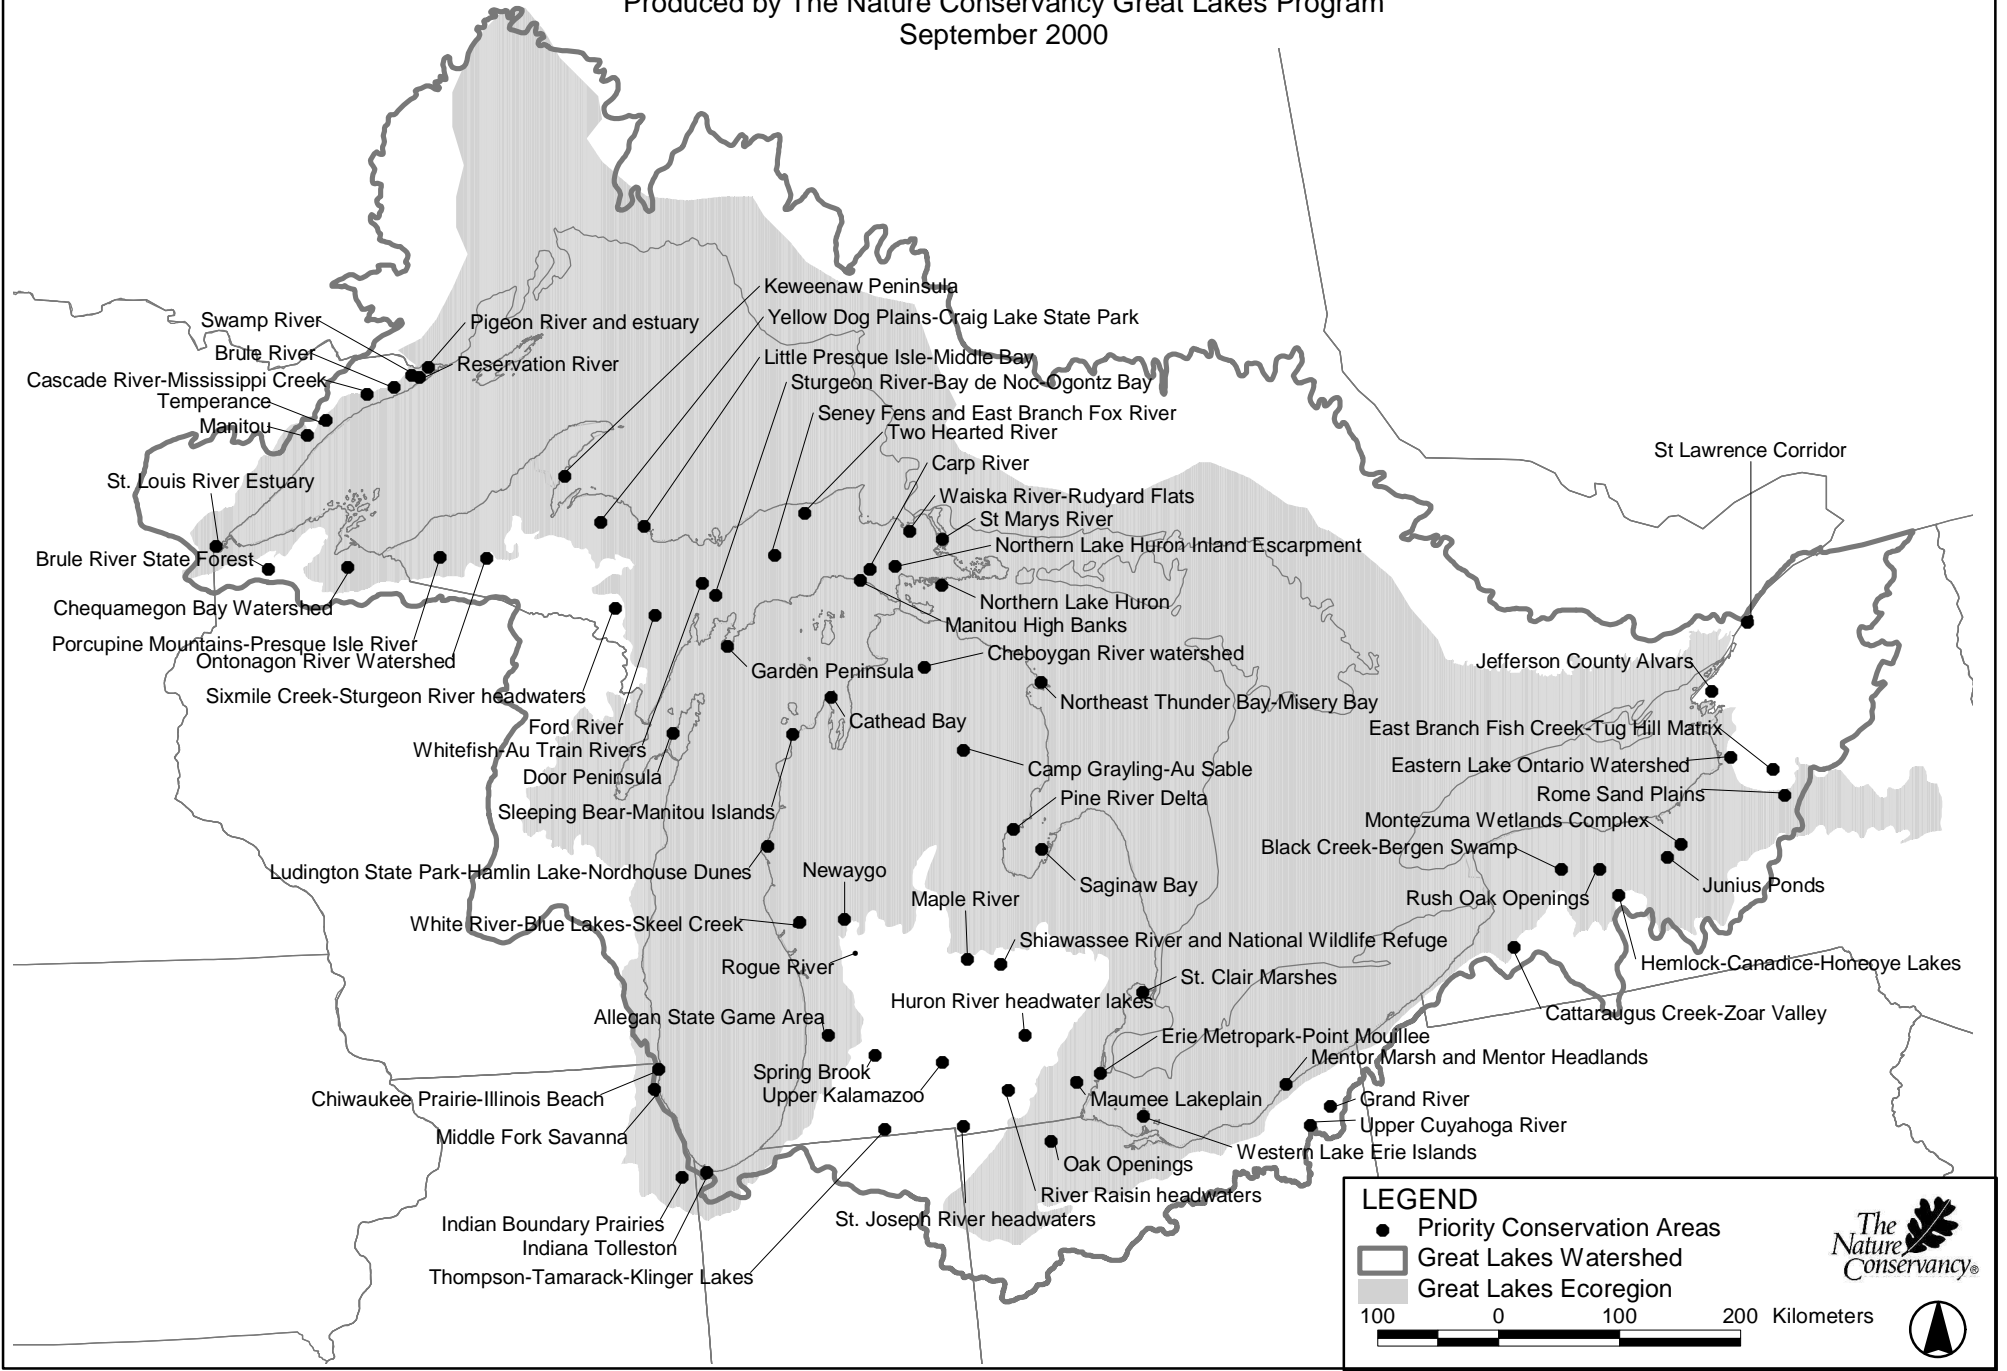 Produced by The Nature Conservancy Great Lakes Program
September 2000
Keweenaw Peninsula
Yellow Dog Plains-Craig Lake State Park
Swamp River
Pigeon River and estuary
Brule River
Little Presque Isle-Middle Bay
Reservation River
Cascade River-Mississippi Creek
Sturgeon River-Bay de Noc-Ogontz Bay
Temperance
Seney Fens and East Branch Fox River
Manitou
Two Hearted River
St Lawrence Corridor
Carp River
St. Louis River Estuary
Waiska River-Rudyard Flats
St Marys River
Northern Lake Huron Inland Escarpment
Brule River State Forest
Northern Lake Huron
Chequamegon Bay Watershed
Manitou High Banks
Porcupine Mountains-Presque Isle River
Cheboygan River watershed
Ontonagon River Watershed
Jefferson County Alvars
Garden Peninsula
Sixmile Creek-Sturgeon River headwaters
Northeast Thunder Bay-Misery Bay
Cathead Bay
Ford River
East Branch Fish Creek-Tug Hill Matrix
Whitefish-Au Train Rivers
Eastern Lake Ontario Watershed
Camp Grayling-Au Sable
Door Peninsula
Rome Sand Plains
Pine River Delta
Sleeping Bear-Manitou Islands
Montezuma Wetlands Complex
Black Creek-Bergen Swamp
Ludington State Park-Hamlin Lake-Nordhouse Dunes
Newaygo
Saginaw Bay
Junius Ponds
Maple River
Rush Oak Openings
White River-Blue Lakes-Skeel Creek
Shiawassee River and National Wildlife Refuge
Rogue River
Hemlock-Canadice-Honeoye Lakes
St. Clair Marshes
Huron River headwater lakes
Cattaraugus Creek-Zoar Valley
Allegan State Game Area
Erie Metropark-Point Mouillee
Mentor Marsh and Mentor Headlands
Spring Brook
Upper Kalamazoo
Chiwaukee Prairie-Illinois Beach
Maumee Lakeplain
Grand River
Upper Cuyahoga River
Middle Fork Savanna
Western Lake Erie Islands
Oak Openings
River Raisin headwaters
St. Joseph River headwaters
Indian Boundary Prairies
Indiana Tolleston
Thompson-Tamarack-Klinger Lakes
LEGEND
Priority Conservation Areas
Great Lakes Watershed
Great Lakes Ecoregion
100 0 100 200 Kilometers
The
Nature
Conservancy®